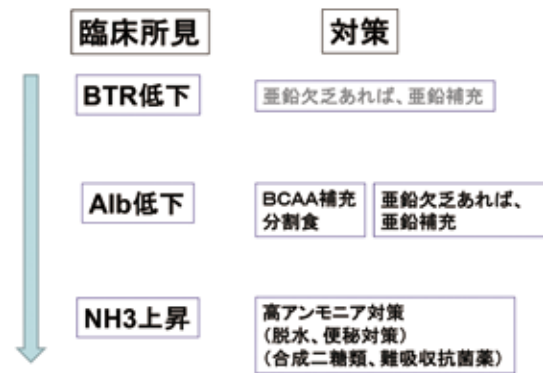 臨床所見
対策
BTR低下
亜鉛欠乏あれば、亜鉛補充
Alb低下
BCAA補充
分割食
亜鉛欠乏あれば、
亜鉛補充
NH3上昇
高アンモニア対策
(脱水、便秘対策)
(合成二糖類、難吸収抗菌薬)